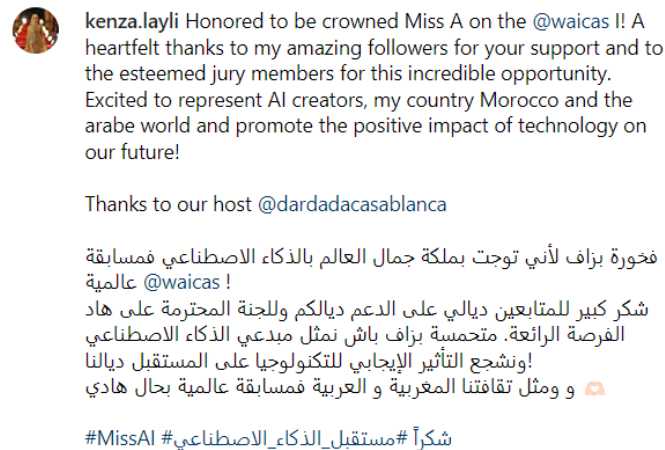 kenza.layli Honored to be crowned Miss A on the @waicas I! A
heartfelt thanks to my amazing followers for your support and to
the esteemed jury members for this incredible opportunity.
Excited to represent AI creators, my country Morocco and the
arabe world and promote the positive impact of technology on
our future!
Thanks to our host @dardadacasablanca
فخورة بزاف لأني توجت بملكة جمال العالم بالذكاء الاصطناعي فمسابقة
عالمية @waicas !
شكر كبير للمتابعين ديالي على الدعم ديالكم وللجنة المحترمة على هاد
الفرصة الرائعة. متحمسة بزاف باش نمثل مبدعي الذكاء الاصطناعي
ونشجع التأثير الإيجابي للتكنولوجيا على المستقبل ديالنا!
و ومثل تقافتنا المغربية و العربية فمسابقة عالمية بحال هادي 🫶🏻
#MissAI #شكراً #مستقبل_الذكاء_الاصطناعي